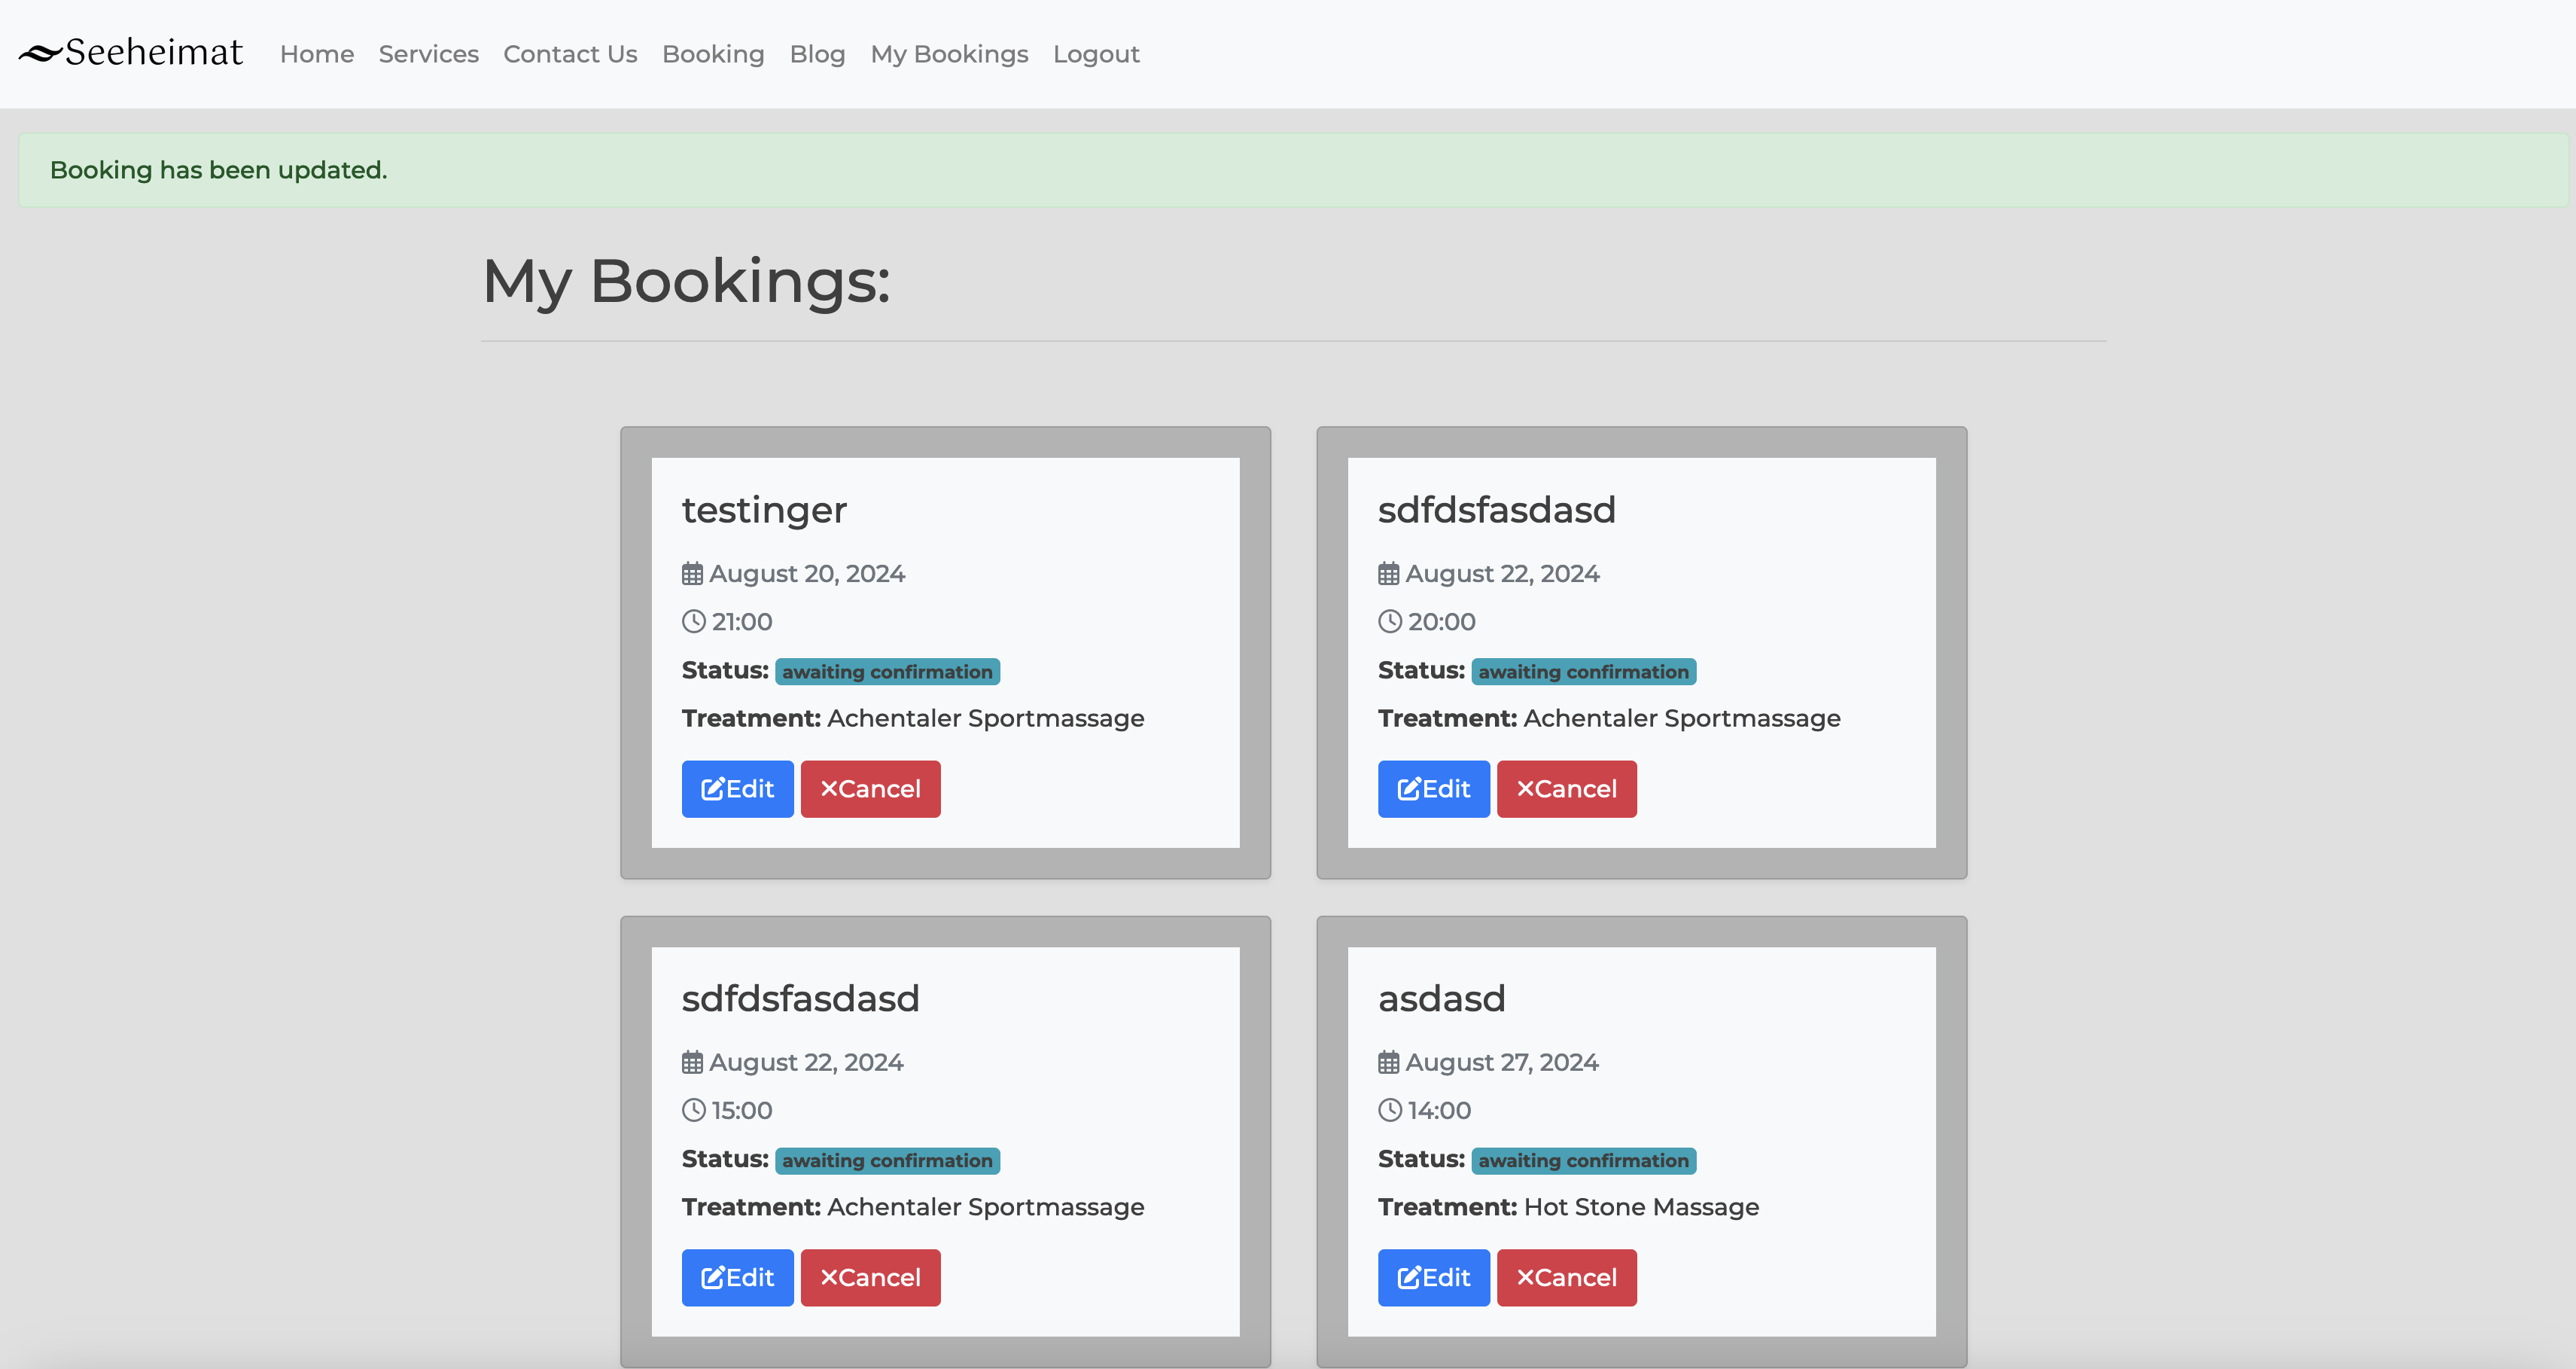 Seeheimat Home Services Contact Us Booking Blog My Bookings Logout
Booking has been updated.
My Bookings:
testinger
August 20, 2024
21:00
Status: awaiting confirmation
Treatment: Achentaler Sportmassage
Edit Cancel
sdfdsfasdasd
August 22, 2024
20:00
Status: awaiting confirmation
Treatment: Achentaler Sportmassage
Edit Cancel
sdfdsfasdasd
August 22, 2024
15:00
Status: awaiting confirmation
Treatment: Achentaler Sportmassage
Edit Cancel
asdasd
August 27, 2024
14:00
Status: awaiting confirmation
Treatment: Hot Stone Massage
Edit Cancel